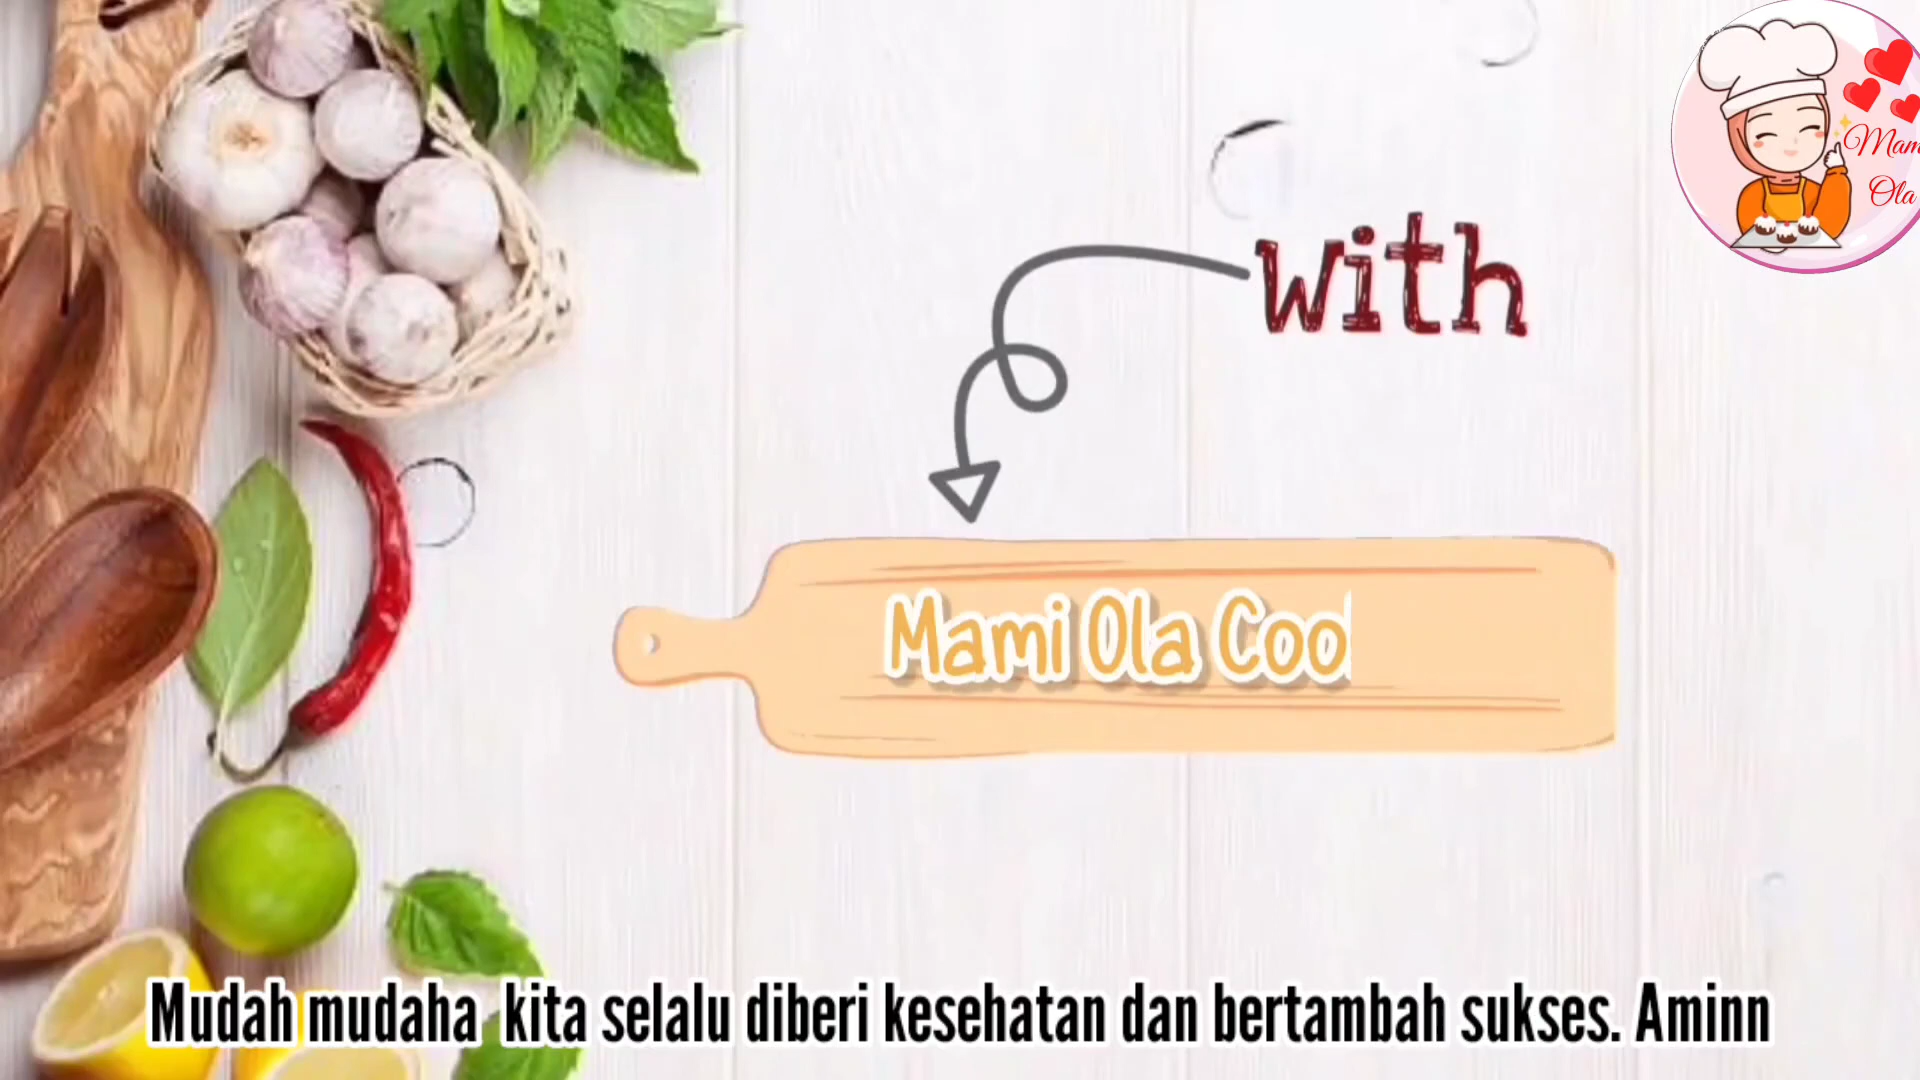 with
Mami Ola Coo
Mam
Ola
Mudah mudaha kita selalu diberi kesehatan dan bertambah sukses. Aminn